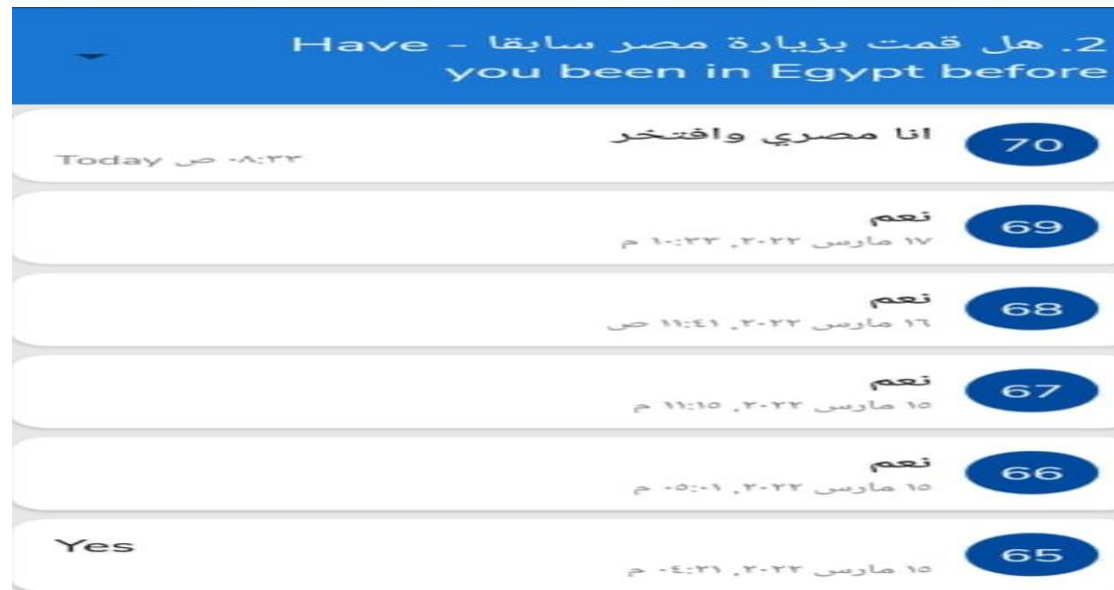 2. هل قمت بزيارة مصر سابقا - Have
you been in Egypt before
70
انا مصري وافتخر
Today ٠٨:٢٢ ص
69
نعم
١٧ مارس ٢٠٢٢, ١٠:٢٣ م
68
نعم
١٦ مارس ٢٠٢٢, ١١:٤١ ص
67
نعم
١٥ مارس ٢٠٢٢, ١١:١٥ م
66
نعم
١٥ مارس ٢٠٢٢, ٠٥:٠١ م
65
Yes
١٥ مارس ٢٠٢٢, ٠٤:٢١ م